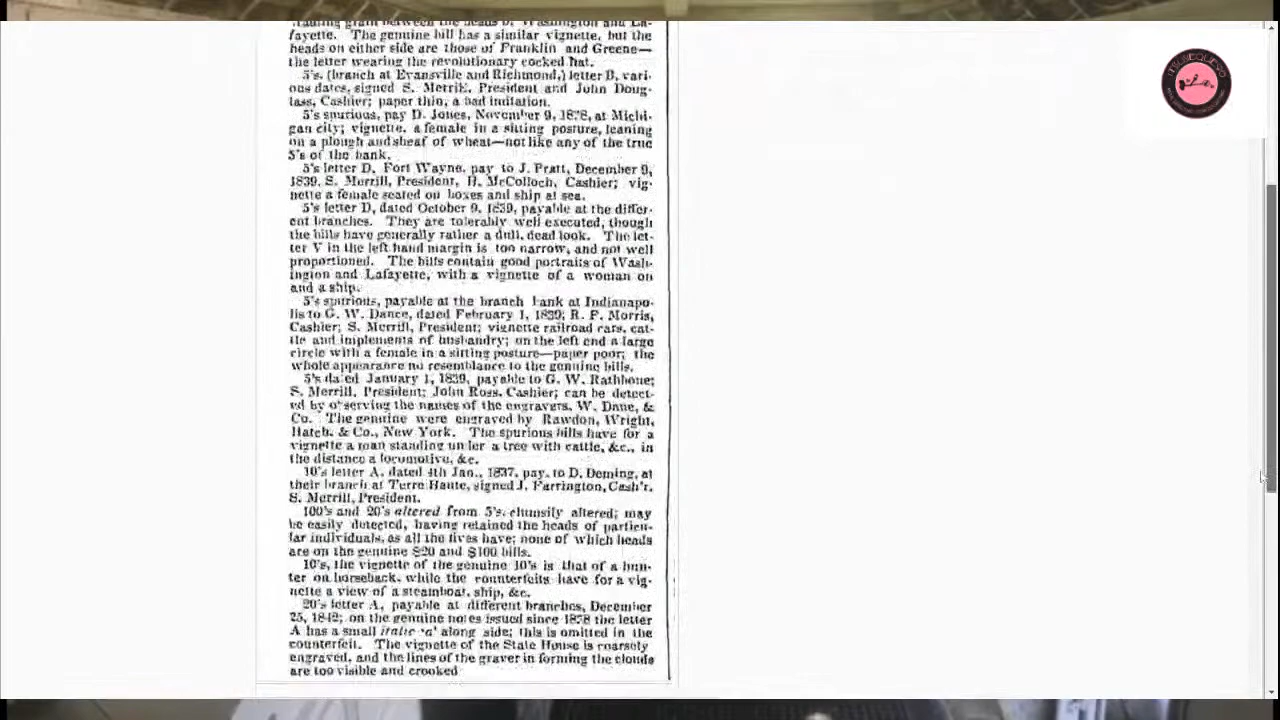 trading grain between the heads of Washington and La-
fayette. The genuine bill has a similar vignette, but the
heads on either side are those of Franklin and Greene—
the letter wearing the revolutionary cocked hat.
5's, (branch at Evansville and Richmond,) letter B, vari-
ous dates, signed S. Merrill, President and John Doug-
lass, Cashier; paper thin, a bad imitation.
5's spurious, pay D. Jones, November 9, 1838, at Michi-
gan city; vignette, a female in a sitting posture, leaning
on a plough and sheaf of wheat—not like any of the true
5's of the bank.
5's letter D, Fort Wayne, pay to J. Pratt, December 9,
1839, S. Merrill, President, H. McColloch, Cashier; vig-
nette a female seated on boxes and ship at sea.
5's letter D, dated October 9, 1839, payable at the differ-
ent branches. They are tolerably well executed, though
the bills have generally rather a dull, dead look. The let-
ter V in the left hand margin is too narrow, and not well
proportioned. The bills contain good portraits of Wash-
ington and Lafayette, with a vignette of a woman on
and a ship.
5's spurious, payable at the branch bank at Indianapo-
lis to G. W. Dance, dated February 1, 1839; R. F. Morris,
Cashier; S. Merrill, President; vignette railroad cars, cat-
tle and implements of husbandry; on the left end a large
circle with a female in a sitting posture—paper poor; the
whole appearance no resemblance to the genuine bills.
5's dated January 1, 1839, payable to G. W. Rathbone;
S. Merrill, President; John Ross, Cashier; can be detect-
ed by observing the names of the engravers, W. Dane, &
Co. The genuine were engraved by Rawdon, Wright,
Hatch, & Co., New York. The spurious bills have for a
vignette a man standing under a tree with cattle, &c., in
the distance a locomotive, &c.
10's letter A, dated 4th Jan., 1837, pay. to D. Deming, at
their branch at Terre Haute, signed J. Farrington, Cash'r,
S. Merrill, President.
100's and 20's altered from 5's, clumsily altered; may
be easily detected, having retained the heads of particu-
lar individuals, as all the fives have; none of which heads
are on the genuine $20 and $100 bills.
10's, the vignette of the genuine 10's is that of a hun-
ter on horseback, while the counterfeits have for a vig-
nette a view of a steamboat, ship, &c.
20's letter A, payable at different branches, December
25, 1842; on the genuine notes issued since 1838 the letter
A has a small italic 'a' along side; this is omitted in the
counterfeit. The vignette of the State House is coarsely
engraved, and the lines of the graver in forming the clouds
are too visible and crooked